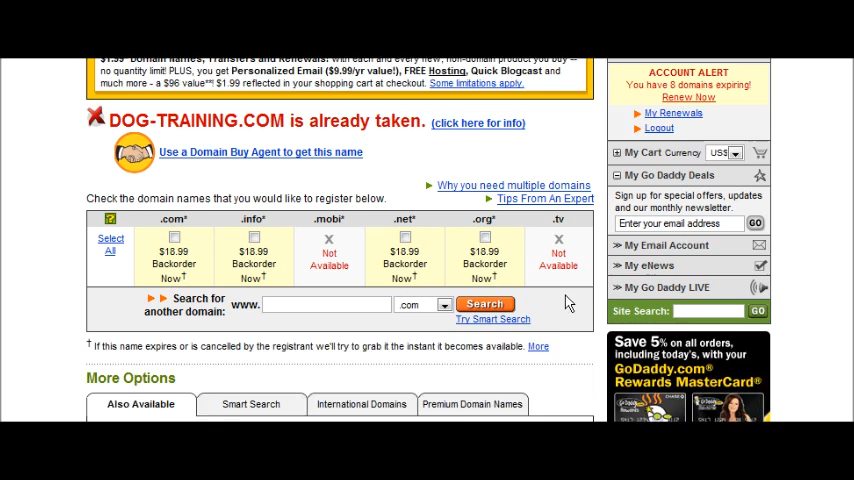 $1.99* Domain Names, Transfers and Renewals: with each and every new, non-domain product you buy --
no quantity limit! PLUS, you get Personalized Email ($9.99/yr value!), FREE Hosting, Quick Blogcast and
much more - a $96 value**! $1.99 reflected in your shopping cart at checkout. Some limitations apply.
DOG-TRAINING.COM is already taken. (click here for info)
Use a Domain Buy Agent to get this name
Why you need multiple domains
Check the domain names that you would like to register below. Tips From An Expert
? .com* .info* .mobi* .net* .org* .tv
Select All
$18.99 Backorder Now†
$18.99 Backorder Now†
X Not Available
$18.99 Backorder Now†
$18.99 Backorder Now†
X Not Available
Search for another domain: www. .com Search
Try Smart Search
† If this name expires or is cancelled by the registrant we'll try to grab it the instant it becomes available. More
More Options
Also Available Smart Search International Domains Premium Domain Names
ACCOUNT ALERT
You have 8 domains expiring!
Renew Now
My Renewals
Logout
My Cart Currency US$
My Go Daddy Deals
Sign up for special offers, updates
and our monthly newsletter.
Enter your email address GO
My Email Account
My eNews
My Go Daddy LIVE
Site Search: GO
Save 5% on all orders,
including today's, with your
GoDaddy.com®
Rewards MasterCard®